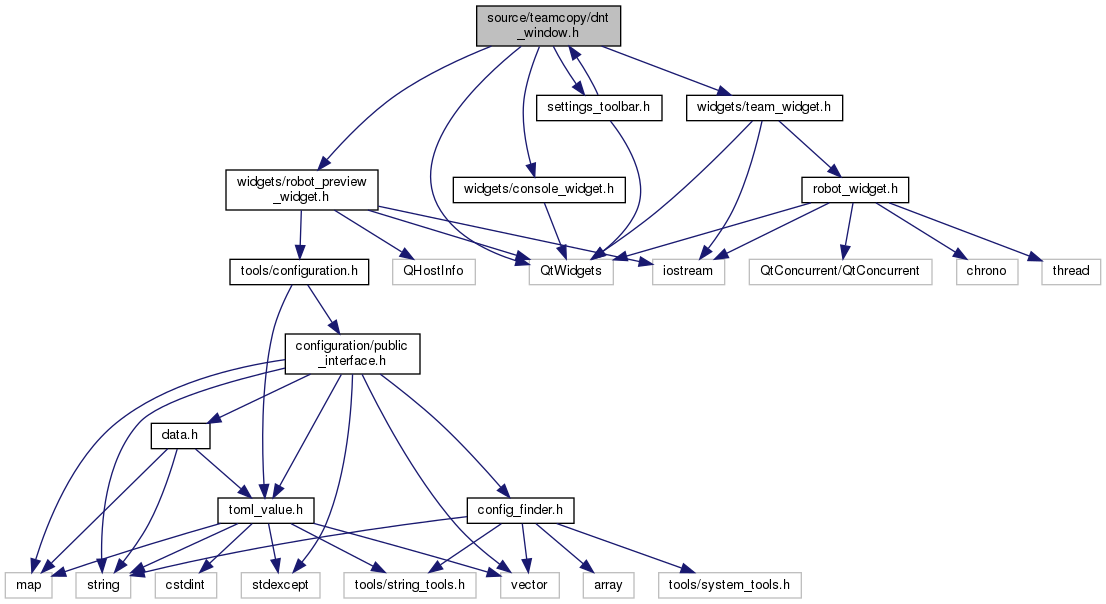 source/teamcopy/dnt
_window.h
settings_toolbar.h
widgets/team_widget.h
widgets/robot_preview
_widget.h
widgets/console_widget.h
robot_widget.h
tools/configuration.h
QHostInfo
QtWidgets
iostream
QtConcurrent/QtConcurrent
chrono
thread
configuration/public
_interface.h
data.h
toml_value.h
config_finder.h
map
string
cstdint
stdexcept
tools/string_tools.h
vector
array
tools/system_tools.h